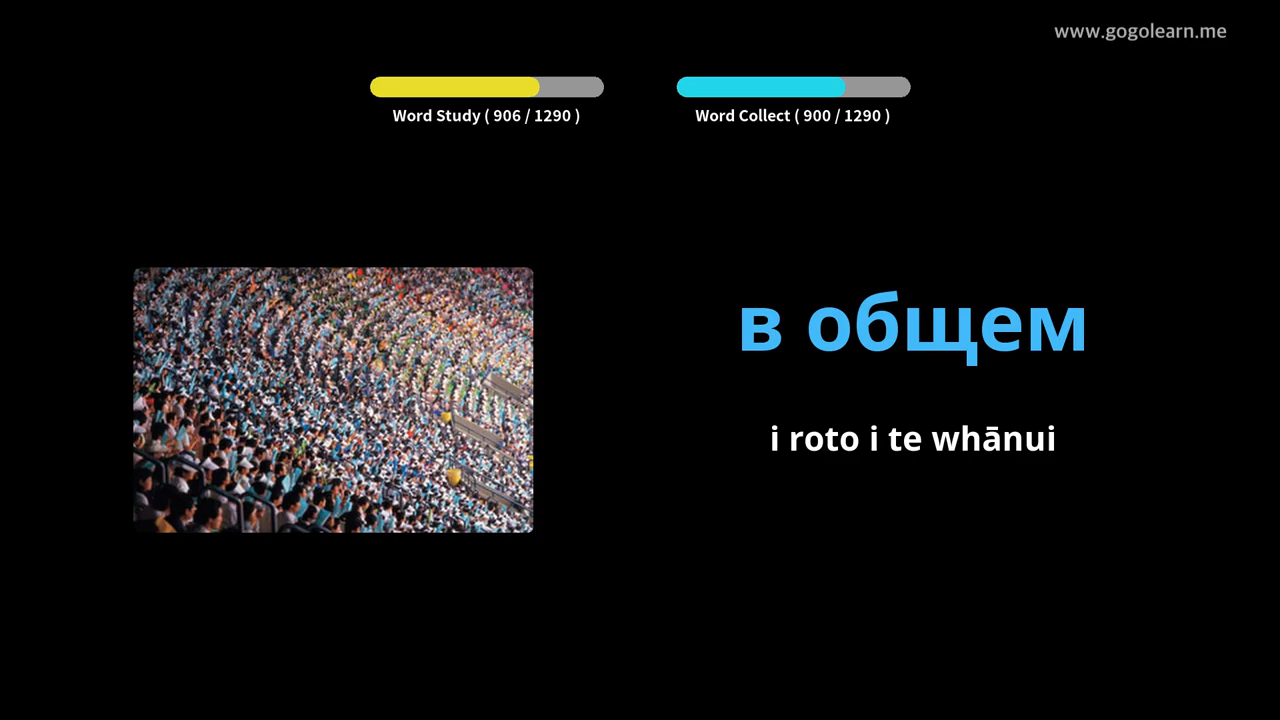 www.gogolearn.me
Word Study ( 906 / 1290 )
Word Collect ( 900 / 1290 )
в общем
i roto i te whānui